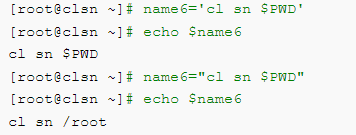 [root@clsn ~]# name6='cl sn $PWD'
[root@clsn ~]# echo $name6
cl sn $PWD
[root@clsn ~]# name6="cl sn $PWD"
[root@clsn ~]# echo $name6
cl sn /root